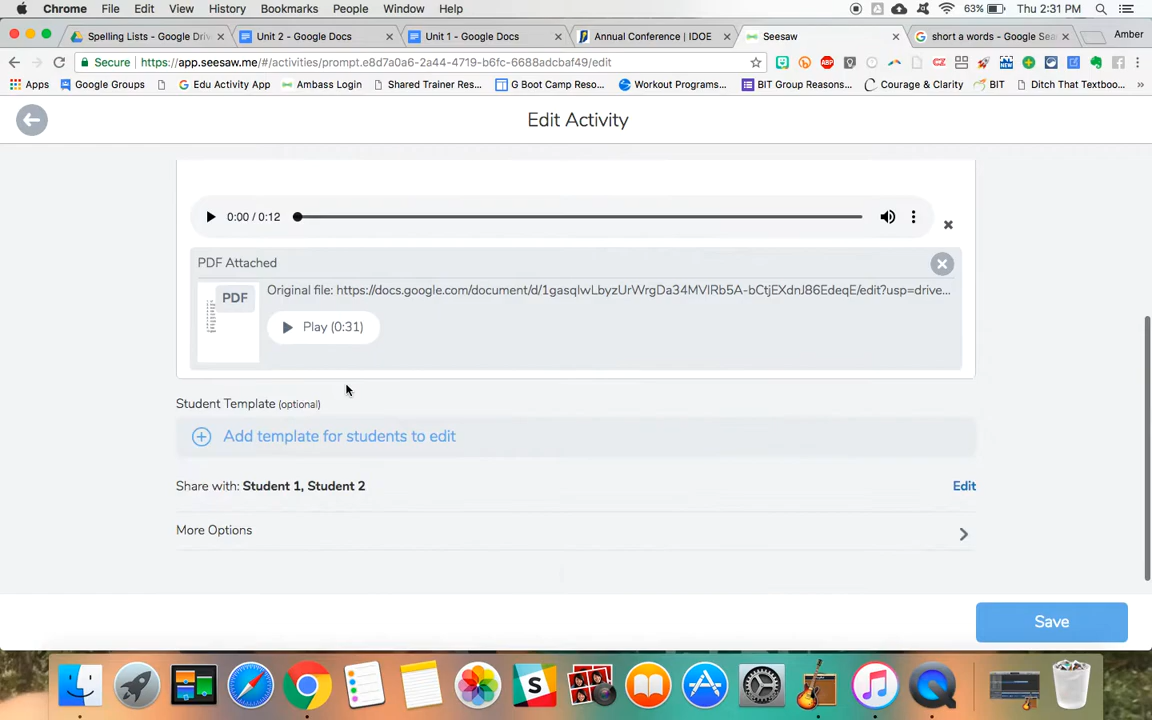 Chrome File Edit View History Bookmarks People Window Help 63% Thu 2:31 PM
Spelling Lists - Google Driv Unit 2 - Google Docs Unit 1 - Google Docs Annual Conference | IDOE Seesaw short a words - Google Sea Amber
Secure https://app.seesaw.me/#/activities/prompt.e8d7a0a6-2a44-4719-b6fc-6688adcbaf49/edit
Apps Google Groups Edu Activity App Ambass Login Shared Trainer Res... G Boot Camp Reso... Workout Programs... BIT Group Reasons... Courage & Clarity BIT Ditch That Textboo... »
Edit Activity
0:00 / 0:12
PDF Attached
PDF
Original file: https://docs.google.com/document/d/1gasqIwLbyzUrWrgDa34MVIRb5A-bCtjEXdnJ86EdeqE/edit?usp=drive...
Play (0:31)
Student Template (optional)
Add template for students to edit
Share with: Student 1, Student 2 Edit
More Options
Save